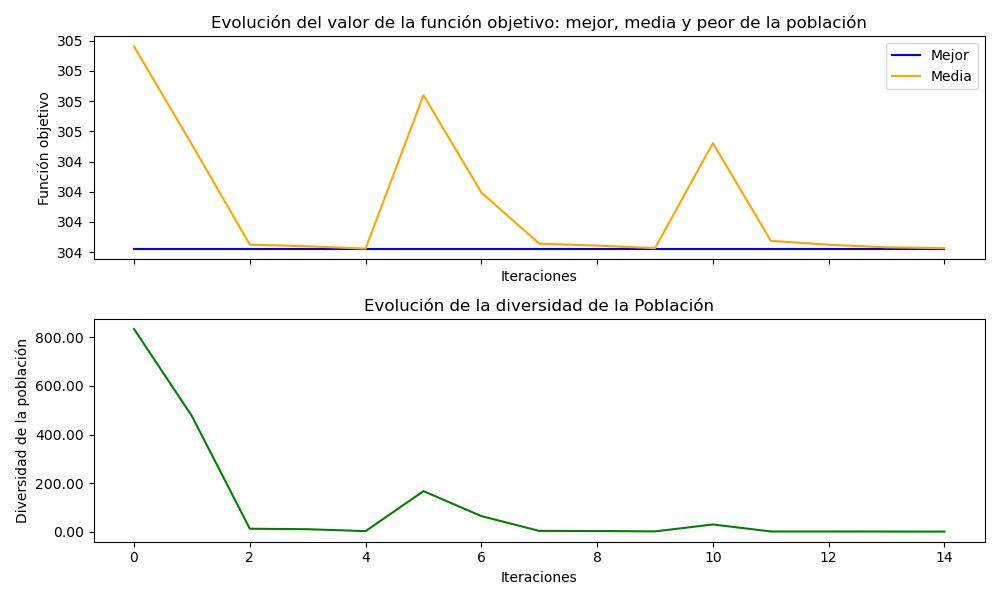 Evolución del valor de la función objetivo: mejor, media y peor de la población
305
305
305
305
304
304
304
304
Función objetivo
Mejor
Media
Iteraciones
Evolución de la diversidad de la Población
800.00
600.00
400.00
200.00
0.00
Diversidad de la población
0 2 4 6 8 10 12 14
Iteraciones